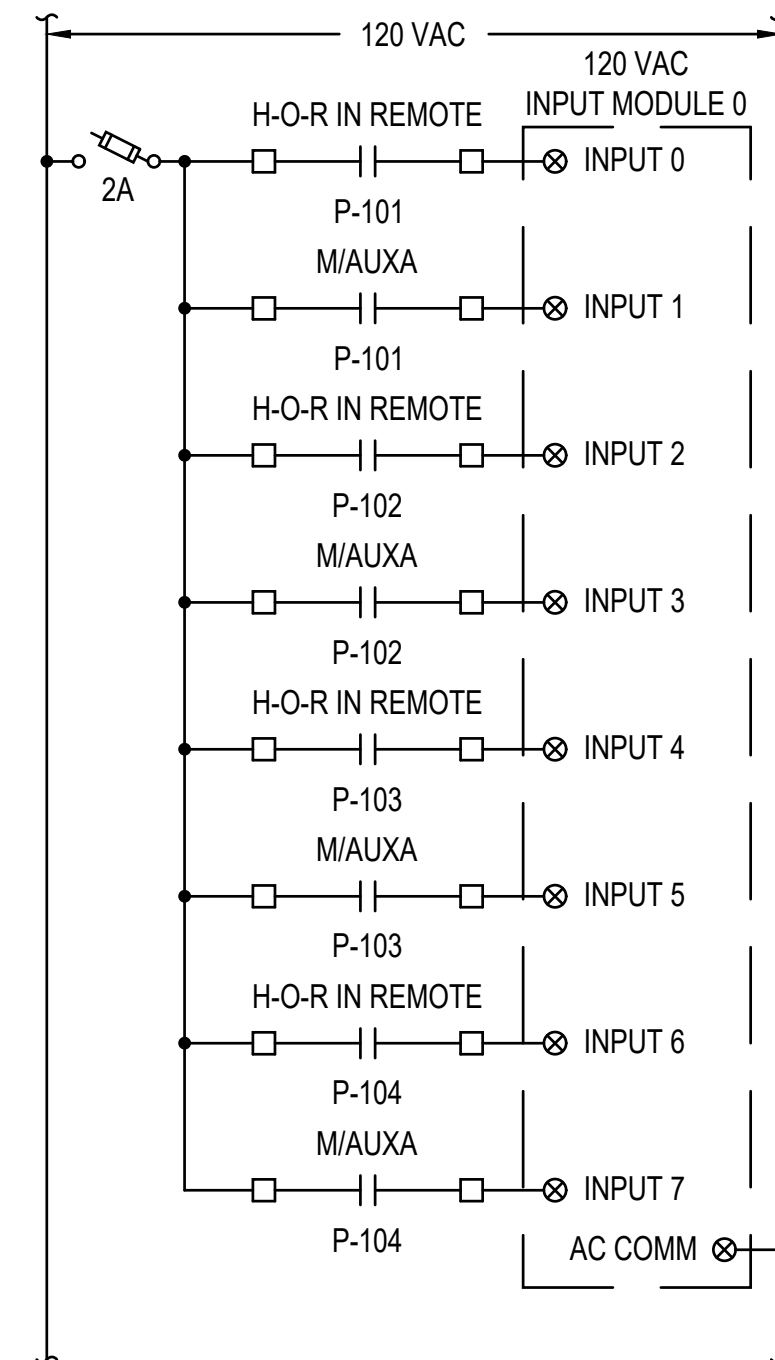 120 VAC
120 VAC
INPUT MODULE 0
H-O-R IN REMOTE
INPUT 0
2A
P-101
M/AUXA
INPUT 1
P-101
H-O-R IN REMOTE
INPUT 2
P-102
M/AUXA
INPUT 3
P-102
H-O-R IN REMOTE
INPUT 4
P-103
M/AUXA
INPUT 5
P-103
H-O-R IN REMOTE
INPUT 6
P-104
M/AUXA
INPUT 7
P-104
AC COMM